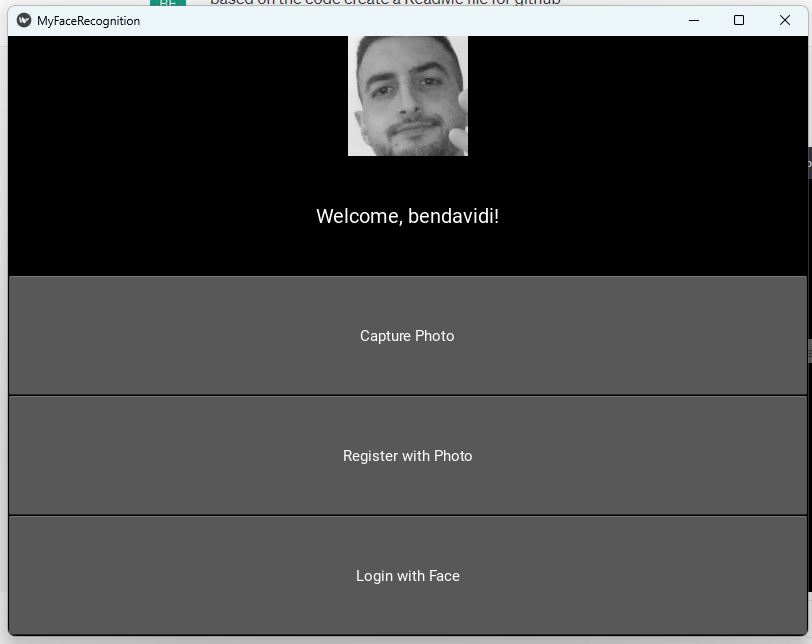 based on the code create a ReadMe file for github
MyFaceRecognition
Welcome, bendavidi!
Capture Photo
Register with Photo
Login with Face